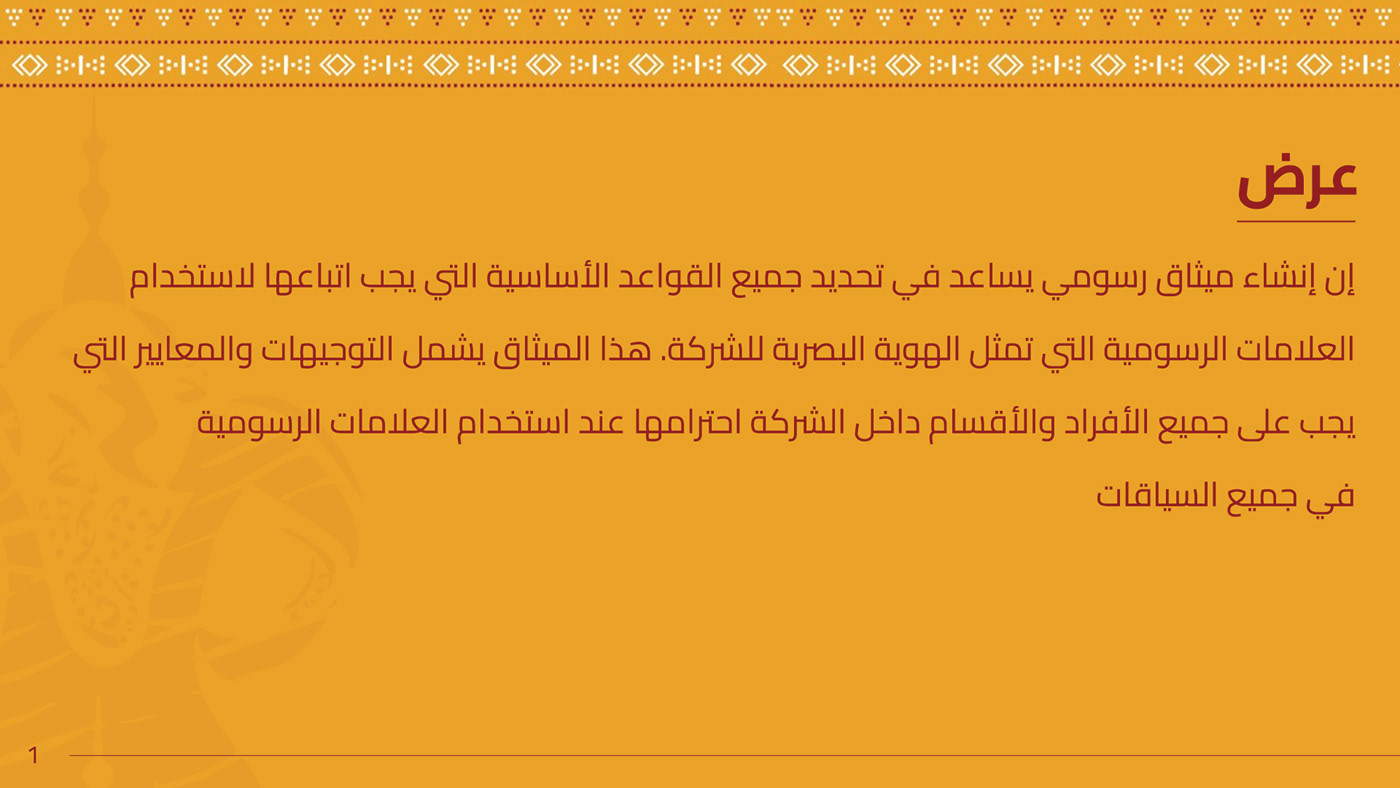 عرض
إن إنشاء ميثاق رسومي يساعد في تحديد جميع القواعد الأساسية التي يجب اتباعها لاستخدام
العلامات الرسومية التي تمثل الهوية البصرية للشركة. هذا الميثاق يشمل التوجيهات والمعايير التي
يجب على جميع الأفراد والأقسام داخل الشركة احترامها عند استخدام العلامات الرسومية
في جميع السياقات
1